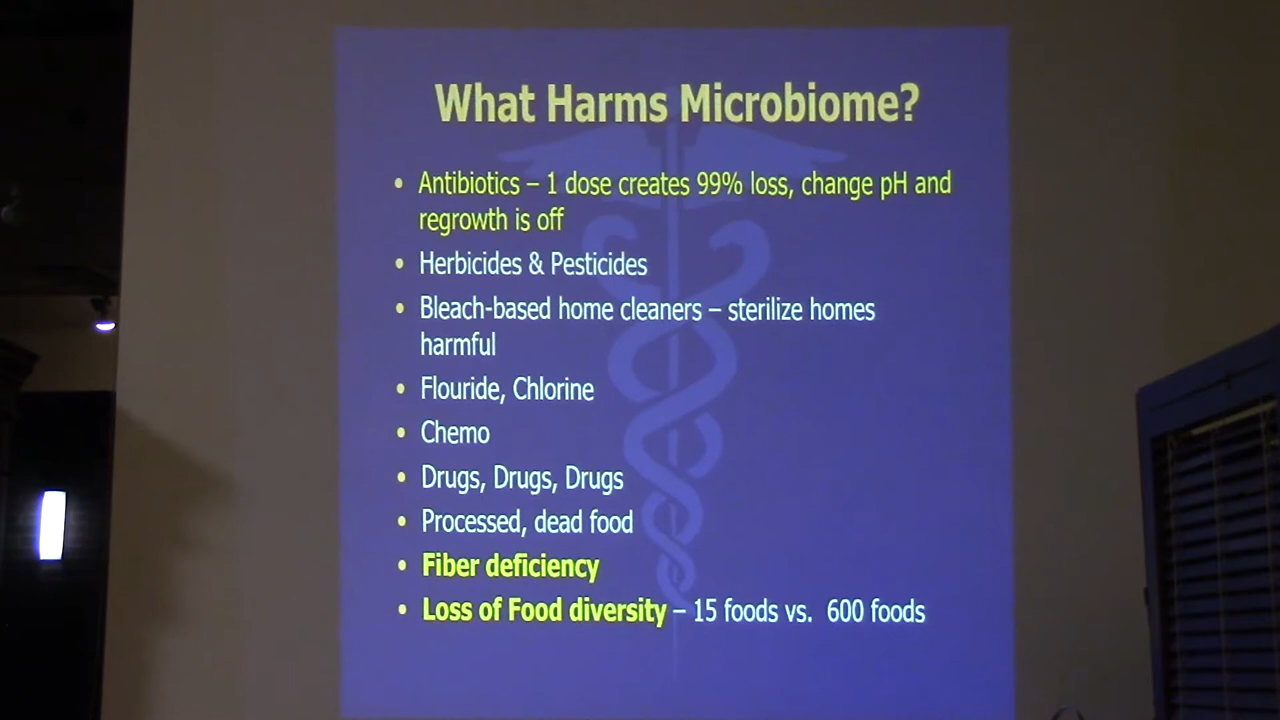 What Harms Microbiome?
• Antibiotics – 1 dose creates 99% loss, change pH and
regrowth is off
• Herbicides & Pesticides
• Bleach-based home cleaners – sterilize homes
harmful
• Flouride, Chlorine
• Chemo
• Drugs, Drugs, Drugs
• Processed, dead food
• Fiber deficiency
• Loss of Food diversity – 15 foods vs. 600 foods